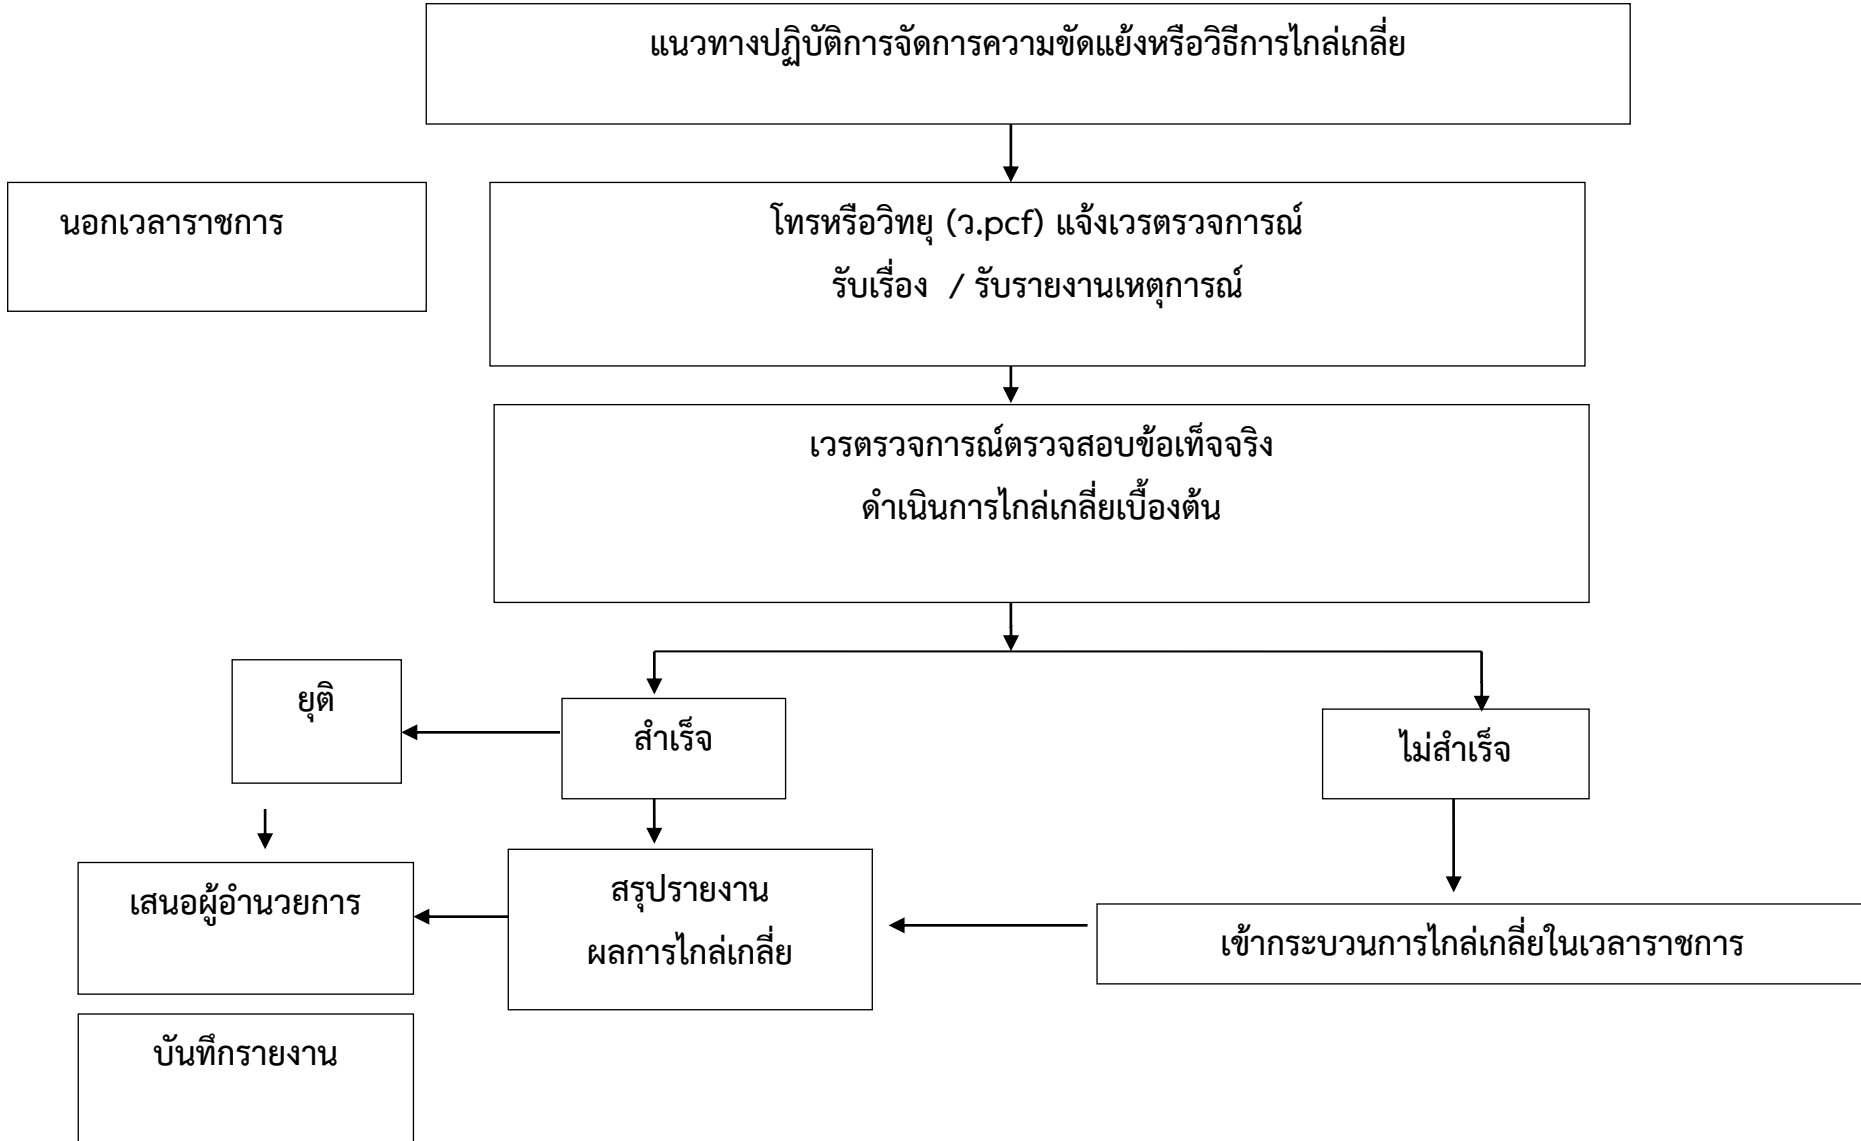 แนวทางปฏิบัติการจัดการความขัดแย้งหรือวิธีการไกล่เกลี่ย
นอกเวลาราชการ
โทรหรือวิทยุ (ว.pcf) แจ้งเวรตรวจการณ์
รับเรื่อง / รับรายงานเหตุการณ์
เวรตรวจการณ์ตรวจสอบข้อเท็จจริง
ดำเนินการไกล่เกลี่ยเบื้องต้น
ยุติ
สำเร็จ
ไม่สำเร็จ
เสนอผู้อำนวยการ
สรุปรายงาน
ผลการไกล่เกลี่ย
เข้ากระบวนการไกล่เกลี่ยในเวลาราชการ
บันทึกรายงาน